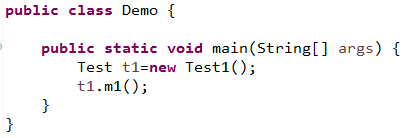 public class Demo {
public static void main(String[] args) {
Test t1=new Test1();
t1.m1();
}
}